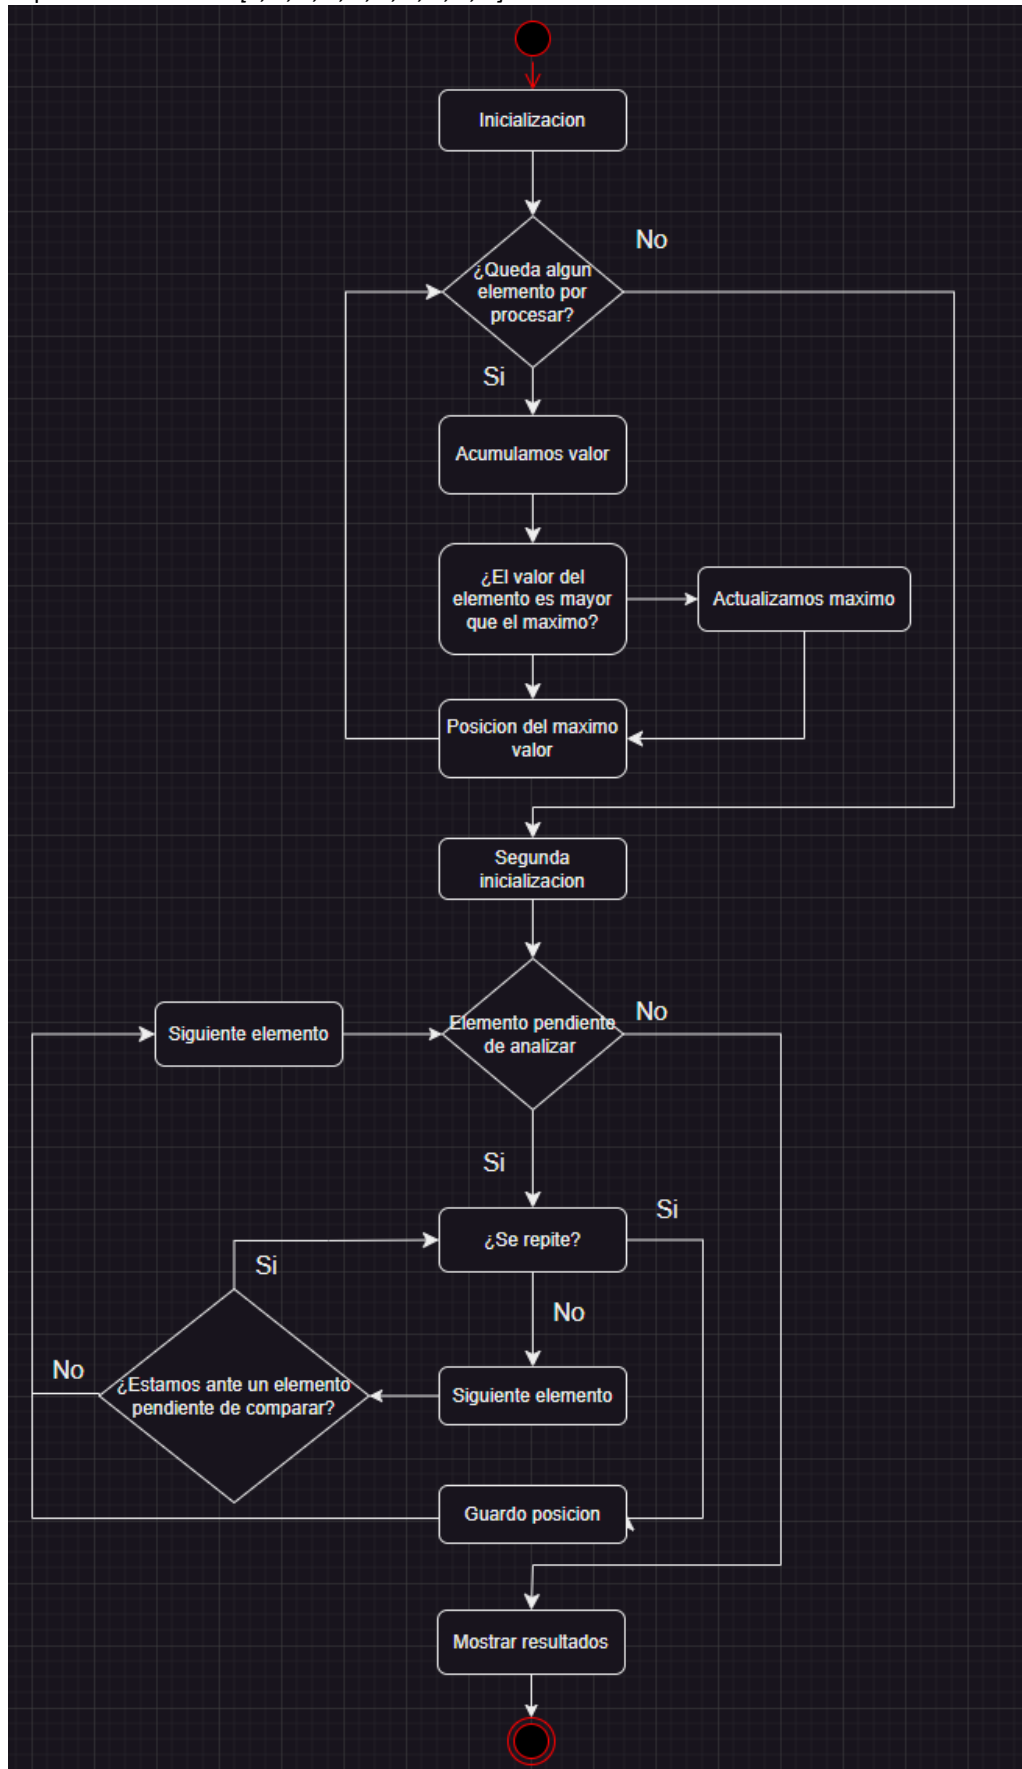 Inicializacion
¿Queda algun
elemento por
procesar?
No
Si
Acumulamos valor
¿El valor del
elemento es mayor
que el maximo?
Actualizamos maximo
Posicion del maximo
valor
Segunda
inicializacion
Siguiente elemento
Elemento pendiente
de analizar
No
Si
¿Se repite?
Si
Si
No
No
¿Estamos ante un elemento
pendiente de comparar?
Siguiente elemento
Guardo posicion
Mostrar resultados